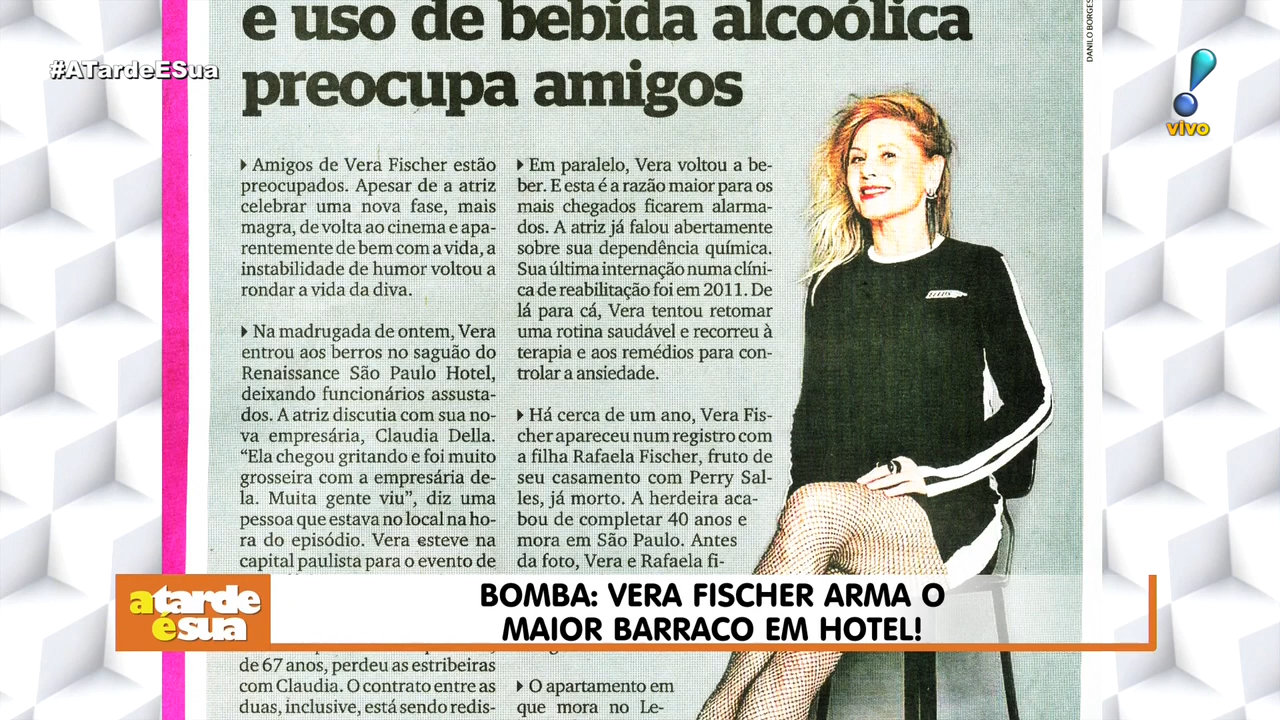 e uso de bebida alcoólica
preocupa amigos
DANILO BORGES
#ATardeESua
vivo
Amigos de Vera Fischer estão
preocupados. Apesar de a atriz
celebrar uma nova fase, mais
magra, de volta ao cinema e apa-
rentemente de bem com a vida, a
instabilidade de humor voltou a
rondar a vida da diva.
Na madrugada de ontem, Vera
entrou aos berros no saguão do
Renaissance São Paulo Hotel,
deixando funcionários assusta-
dos. A atriz discutia com sua no-
va empresária, Claudia Della.
“Ela chegou gritando e foi muito
grosseira com a empresária de-
la. Muita gente viu”, diz uma
pessoa que estava no local na ho-
ra do episódio. Vera esteve na
capital paulista para o evento de
de 67 anos, perdeu as estribeiras
com Claudia. O contrato entre as
duas, inclusive, está sendo redis-
Em paralelo, Vera voltou a be-
ber. E esta é a razão maior para os
mais chegados ficarem alarma-
dos. A atriz já falou abertamente
sobre sua dependência química.
Sua última internação numa clíni-
ca de reabilitação foi em 2011. De
lá para cá, Vera tentou retomar
uma rotina saudável e recorreu à
terapia e aos remédios para con-
trolar a ansiedade.
Há cerca de um ano, Vera Fis-
cher apareceu num registro com
a filha Rafaela Fischer, fruto de
seu casamento com Perry Sal-
les, já morto. A herdeira aca-
bou de completar 40 anos e
mora em São Paulo. Antes
da foto, Vera e Rafaela fi-
O apartamento em
que mora no Le-
a tarde
é sua
BOMBA: VERA FISCHER ARMA O
MAIOR BARRACO EM HOTEL!